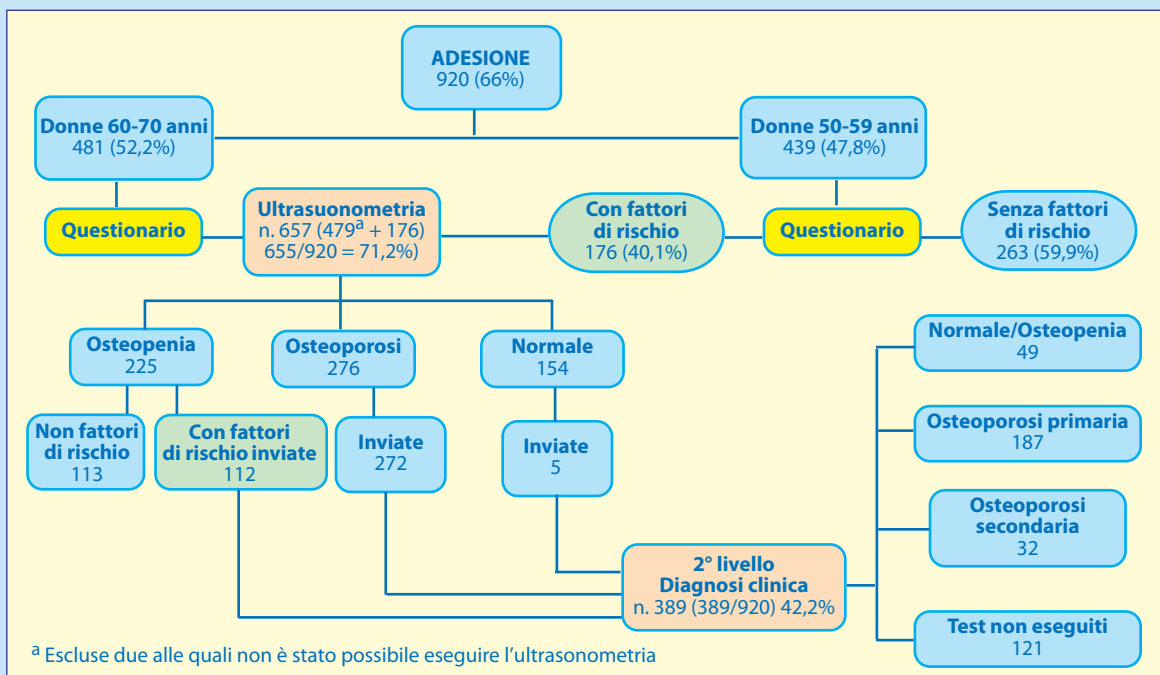 ADESIONE
920 (66%)
Donne 60-70 anni
481 (52,2%)
Donne 50-59 anni
439 (47,8%)
Questionario
Ultrasuonometria
n. 657 (479a + 176)
655/920 = 71,2%)
Con fattori
di rischio
176 (40,1%)
Questionario
Senza fattori
di rischio
263 (59,9%)
Osteopenia
225
Osteoporosi
276
Normale
154
Non fattori
di rischio
113
Con fattori
di rischio inviate
112
Inviate
272
Inviate
5
2° livello
Diagnosi clinica
n. 389 (389/920) 42,2%
Normale/Osteopenia
49
Osteoporosi primaria
187
Osteoporosi
secondaria
32
Test non eseguiti
121
a Escluse due alle quali non è stato possibile eseguire l'ultrasonometria